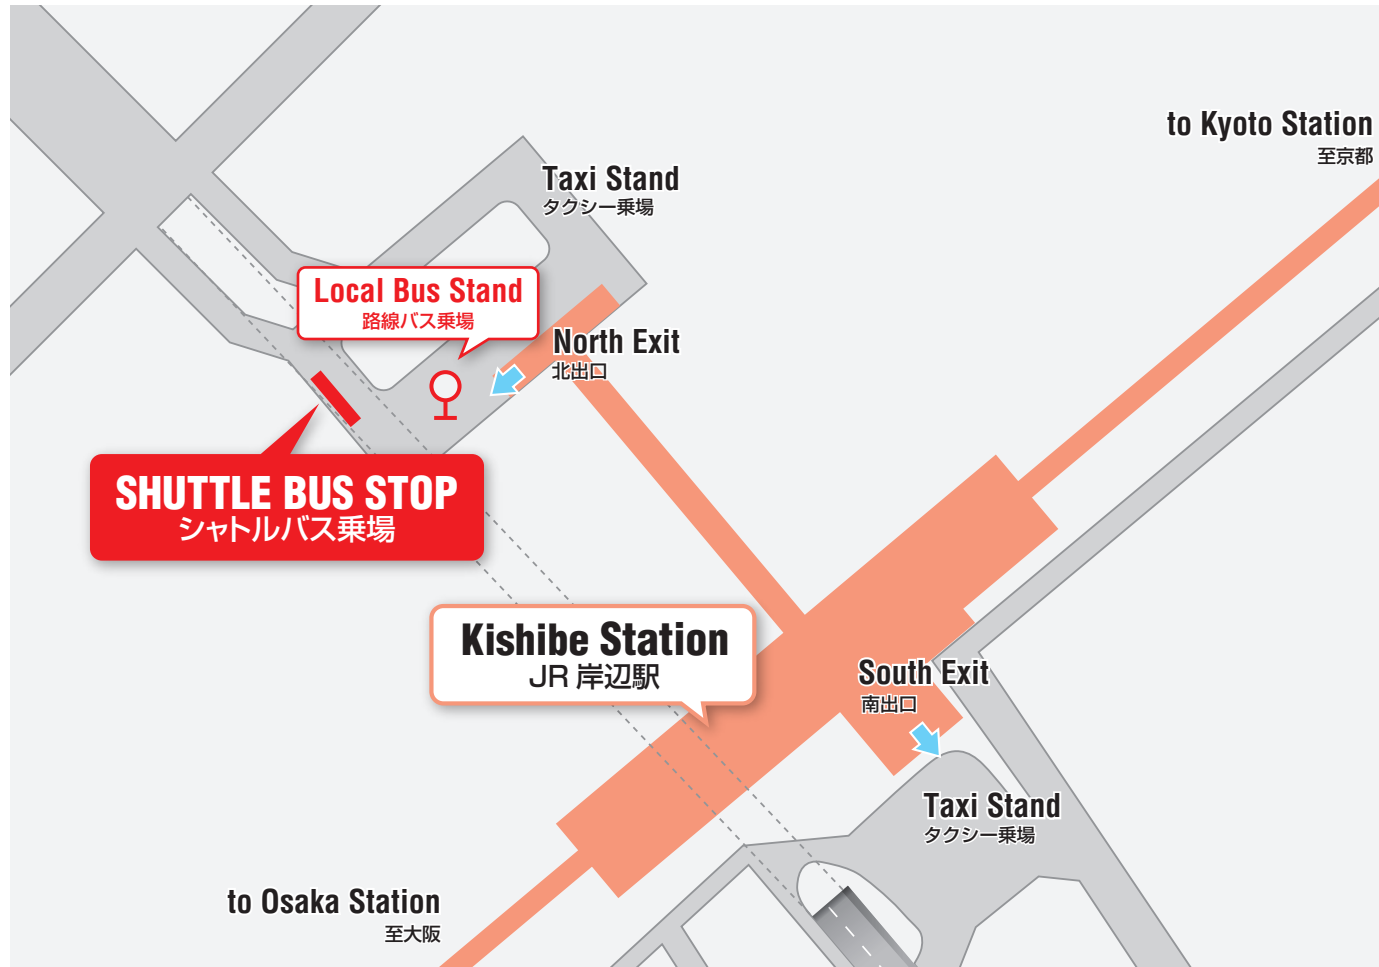 to Kyoto Station
至京都
Taxi Stand
タクシー乗場
Local Bus Stand
路線バス乗場
North Exit
北出口
SHUTTLE BUS STOP
シャトルバス乗場
Kishibe Station
JR 岸辺駅
South Exit
南出口
Taxi Stand
タクシー乗場
to Osaka Station
至大阪